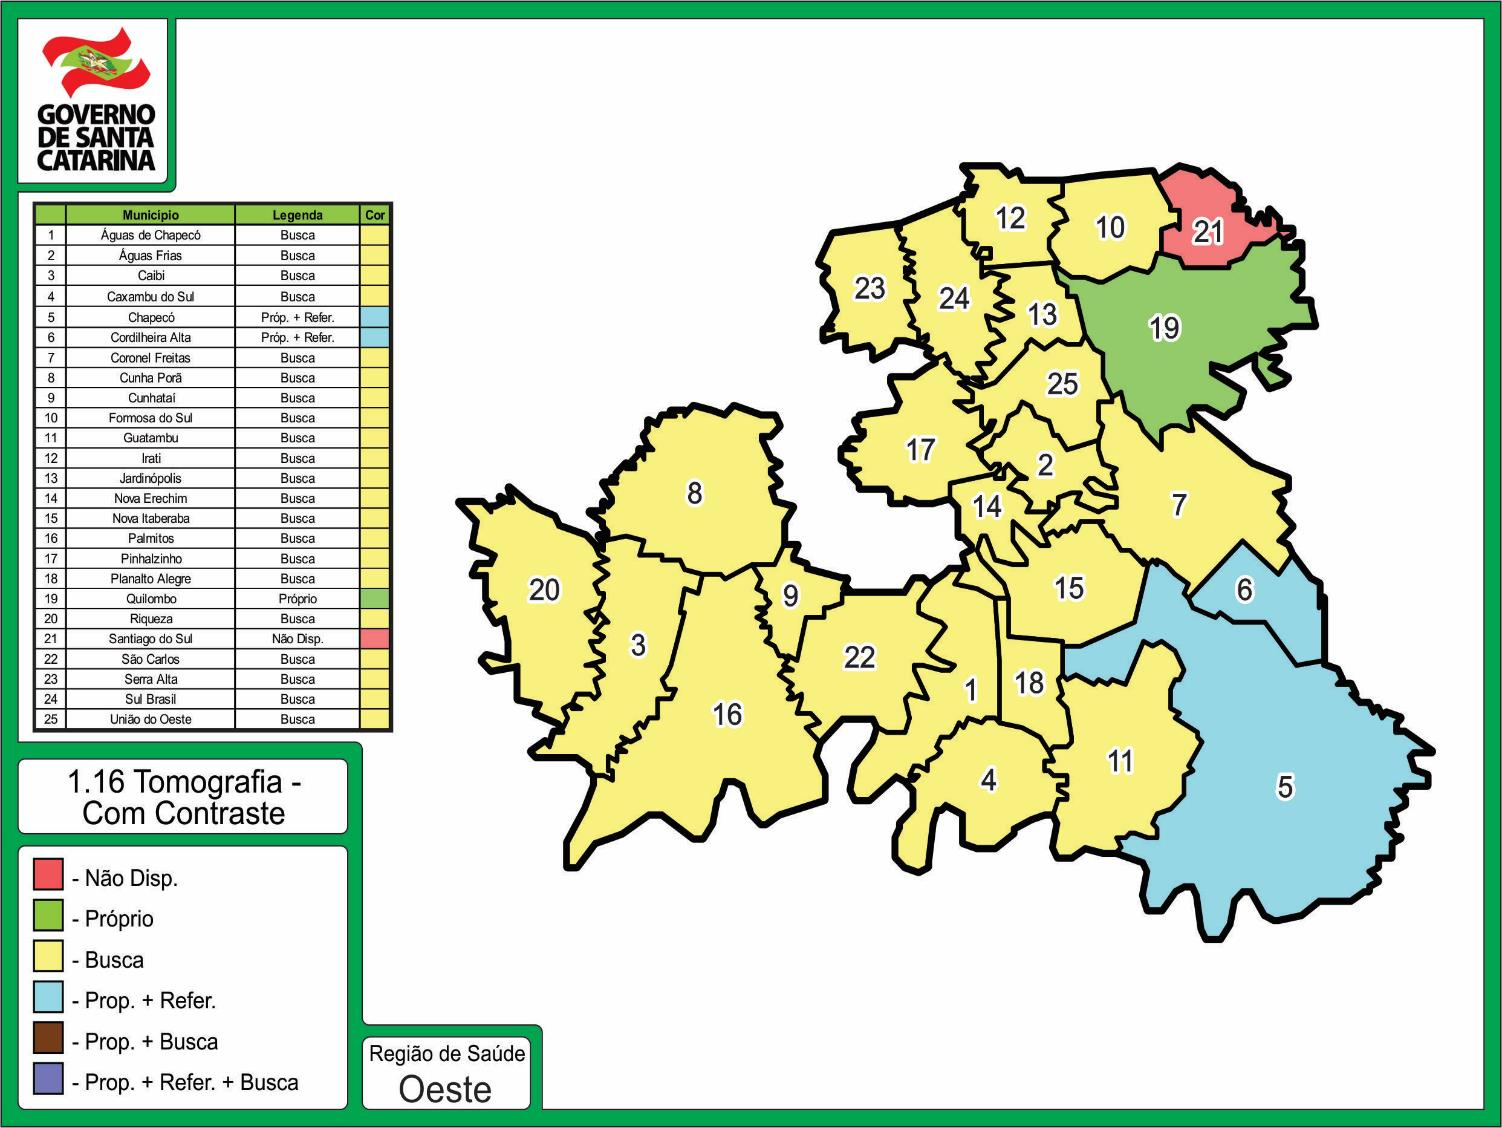 GOVERNO
DE SANTA
CATARINA
Município Legenda Cor
1 Águas de Chapecó Busca
2 Águas Frias Busca
3 Caibi Busca
4 Caxambu do Sul Busca
5 Chapecó Próp. + Refer.
6 Cordilheira Alta Próp. + Refer.
7 Coronel Freitas Busca
8 Cunha Porã Busca
9 Cunhataí Busca
10 Formosa do Sul Busca
11 Guatambu Busca
12 Irati Busca
13 Jardinópolis Busca
14 Nova Erechim Busca
15 Nova Itaberaba Busca
16 Palmitos Busca
17 Pinhalzinho Busca
18 Planalto Alegre Busca
19 Quilombo Próprio
20 Riqueza Busca
21 Santiago do Sul Não Disp.
22 São Carlos Busca
23 Serra Alta Busca
24 Sul Brasil Busca
25 União do Oeste Busca
1.16 Tomografia -
Com Contraste
- Não Disp.
- Próprio
- Busca
- Prop. + Refer.
- Prop. + Busca
- Prop. + Refer. + Busca
Região de Saúde
Oeste
12
10
21
23
24
13
19
25
17
2
8
14
7
20
9
15
6
3
22
1
18
16
4
11
5